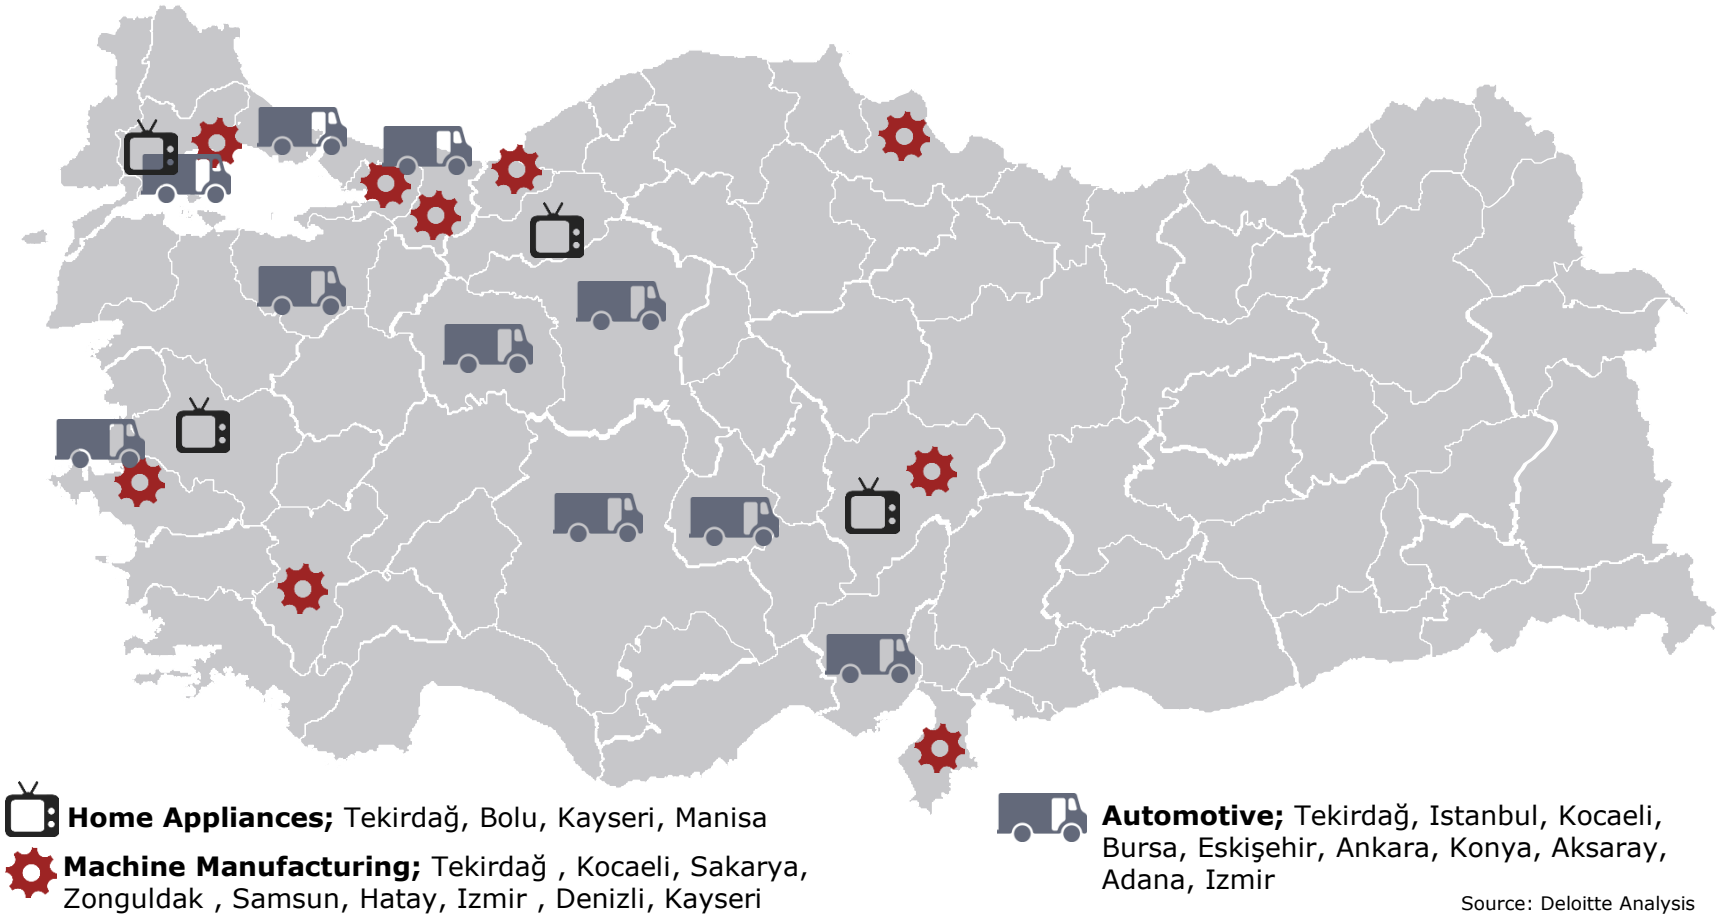 Home Appliances; Tekirdağ, Bolu, Kayseri, Manisa
Machine Manufacturing; Tekirdağ , Kocaeli, Sakarya,
Zonguldak , Samsun, Hatay, Izmir , Denizli, Kayseri
Automotive; Tekirdağ, Istanbul, Kocaeli,
Bursa, Eskişehir, Ankara, Konya, Aksaray,
Adana, Izmir
Source: Deloitte Analysis